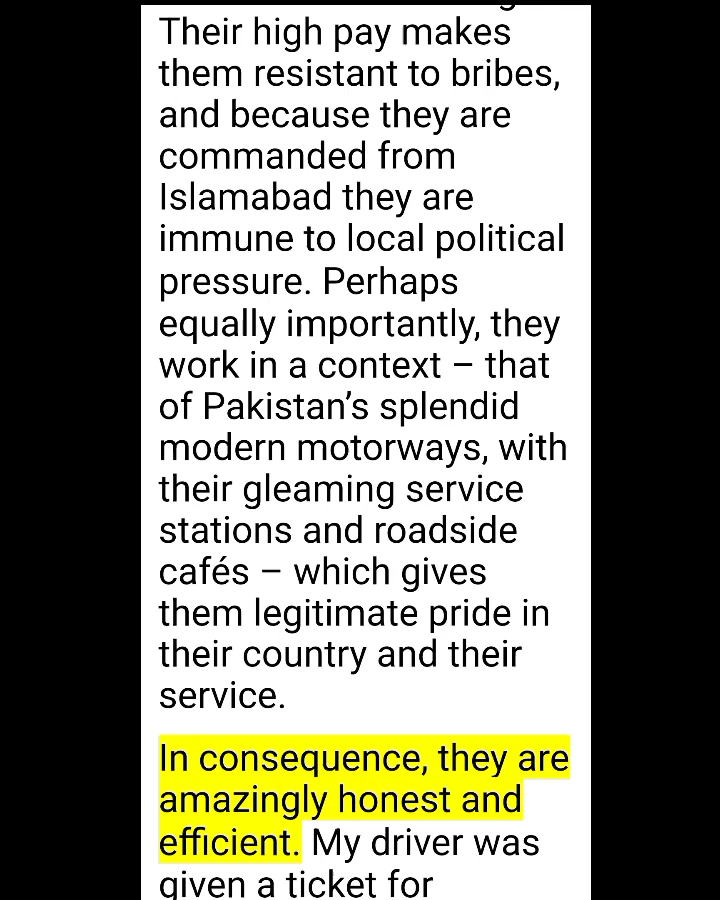 Their high pay makes
them resistant to bribes,
and because they are
commanded from
Islamabad they are
immune to local political
pressure. Perhaps
equally importantly, they
work in a context – that
of Pakistan’s splendid
modern motorways, with
their gleaming service
stations and roadside
cafés – which gives
them legitimate pride in
their country and their
service.
In consequence, they are
amazingly honest and
efficient. My driver was
given a ticket for